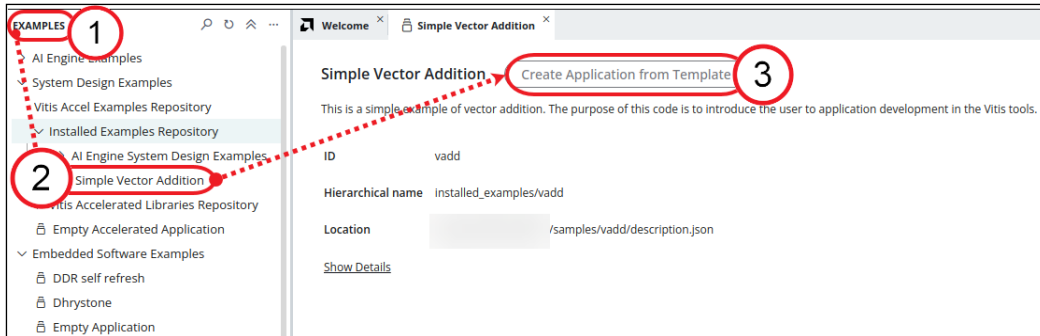 EXAMPLES
1
AI Engine Examples
System Design Examples
Vitis Accel Examples Repository
Installed Examples Repository
AI Engine System Design Examples
2
Simple Vector Addition
Vitis Accelerated Libraries Repository
Empty Accelerated Application
Embedded Software Examples
DDR self refresh
Dhrystone
Empty Application
Welcome
Simple Vector Addition
Simple Vector Addition
Create Application from Template
3
This is a simple example of vector addition. The purpose of this code is to introduce the user to application development in the Vitis tools.
ID vadd
Hierarchical name installed_examples/vadd
Location /samples/vadd/description.json
Show Details